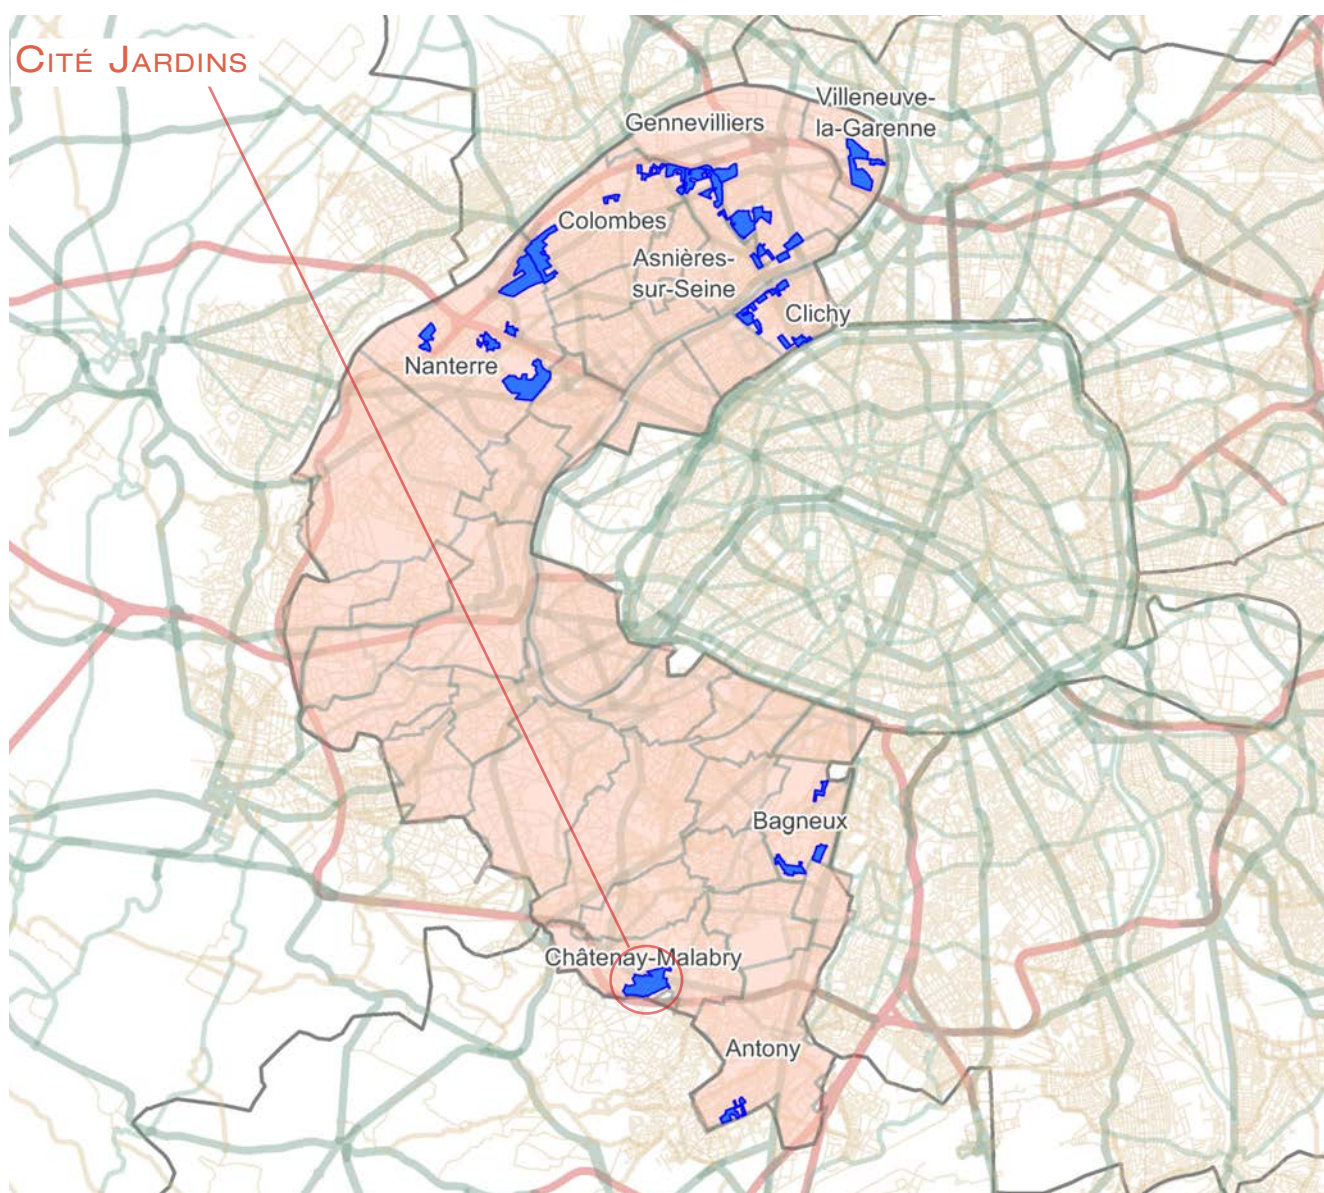 CITÉ JARDINS
Villeneuve-
la-Garenne
Gennevilliers
Colombes
Asnières-
sur-Seine
Clichy
Nanterre
Bagneux
Châtenay-Malabry
Antony